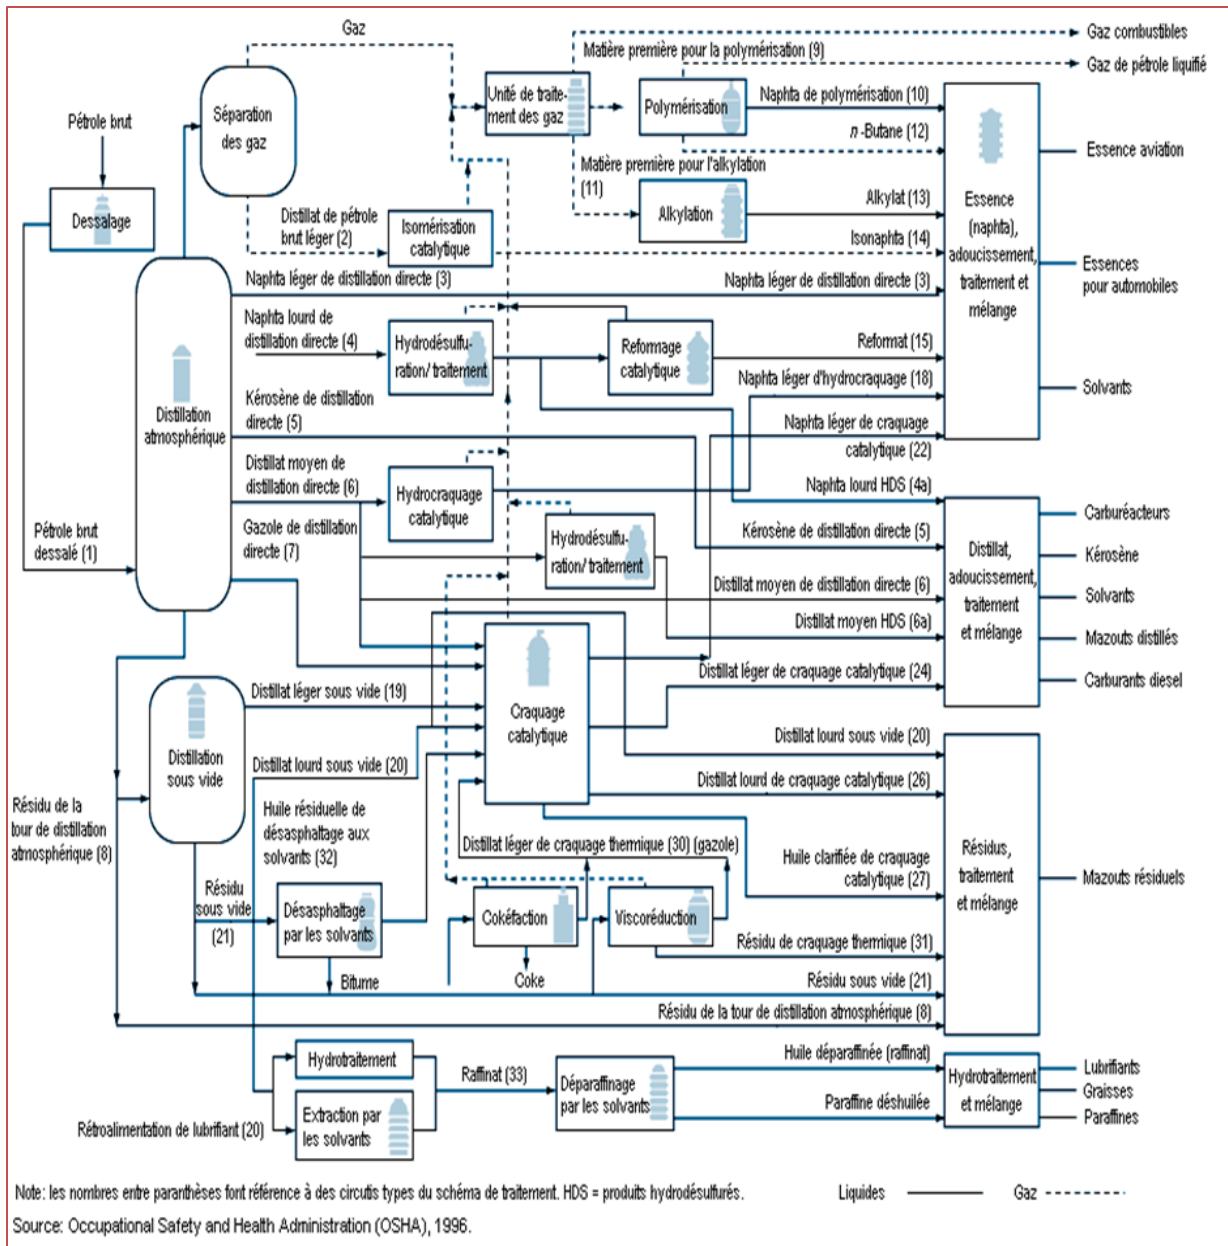 Gaz
Gaz combustibles
Matière première pour la polymérisation (9)
Gaz de pétrole liquifié
Séparation
des gaz
Unité de traite-
ment des gaz
Polymérisation
Naphta de polymérisation (10)
n -Butane (12)
Pétrole brut
Essence aviation
Matière première pour l'alkylation
(11)
Dessalage
Alkylation
Alkylat (13)
Distillat de pétrole
brut léger (2)
Isomérisation
catalytique
Isonaphta (14)
Essence
(naphta),
adoucissement,
traitement et
mélange
Essences
pour automobiles
Naphta léger de distillation directe (3)
Naphta léger de distillation directe (3)
Naphta lourd de
distillation directe (4)
Hydrodésulfu-
ration/ traitement
Reformage
catalytique
Reformat (15)
Naphta léger d'hydrocraquage (18)
Solvants
Distillation
atmosphérique
Kérosène de distillation
directe (5)
Naphta léger de craquage
catalytique (22)
Distillat moyen de
distillation directe (6)
Hydrocraquage
catalytique
Naphta lourd HDS (4a)
Carburéacteurs
Pétrole brut
dessalé (1)
Gazole de distillation
directe (7)
Hydrodésulfu-
ration/ traitement
Kérosène de distillation directe (5)
Kérosène
Distillat,
adoucissement,
traitement
et mélange
Distillat moyen de distillation directe (6)
Solvants
Distillat moyen HDS (6a)
Mazouts distillés
Distillat léger de craquage catalytique (24)
Carburants diesel
Distillat léger sous vide (19)
Craquage
catalytique
Distillation
sous vide
Distillat lourd sous vide (20)
Distillat lourd sous vide (20)
Distillat lourd de craquage catalytique (26)
Résidu de la
tour de distillation
atmosphérique (8)
Huile résiduelle de
désasphattage aux
solvants (32)
Distillat léger de craquage thermique (30) (gazole)
Huile clarifiée de craquage
catalytique (27)
Résidus,
traitement
et mélange
Mazouts résiduels
Résidu
sous vide
(21)
Désasphattage
par les solvants
Cokéfaction
Viscoréduction
Résidu de craquage thermique (31)
Bitume
Coke
Résidu sous vide (21)
Résidu de la tour de distillation atmosphérique (8)
Hydrotraitement
Raffinat (33)
Déparaffinage
par les solvants
Huile déparaffinée (raffinat)
Hydrotraitement
et mélange
Lubrifiants
Graisses
Paraffines
Paraffine déshuilée
Rétroalimentation de lubrifiant (20)
Extraction par
les solvants
Note: les nombres entre paranthèses font référence à des circutis types du schéma de traitement. HDS = produits hydrodésulfurés.
Liquides
Gaz
Source: Occupational Safety and Health Administration (OSHA), 1996.